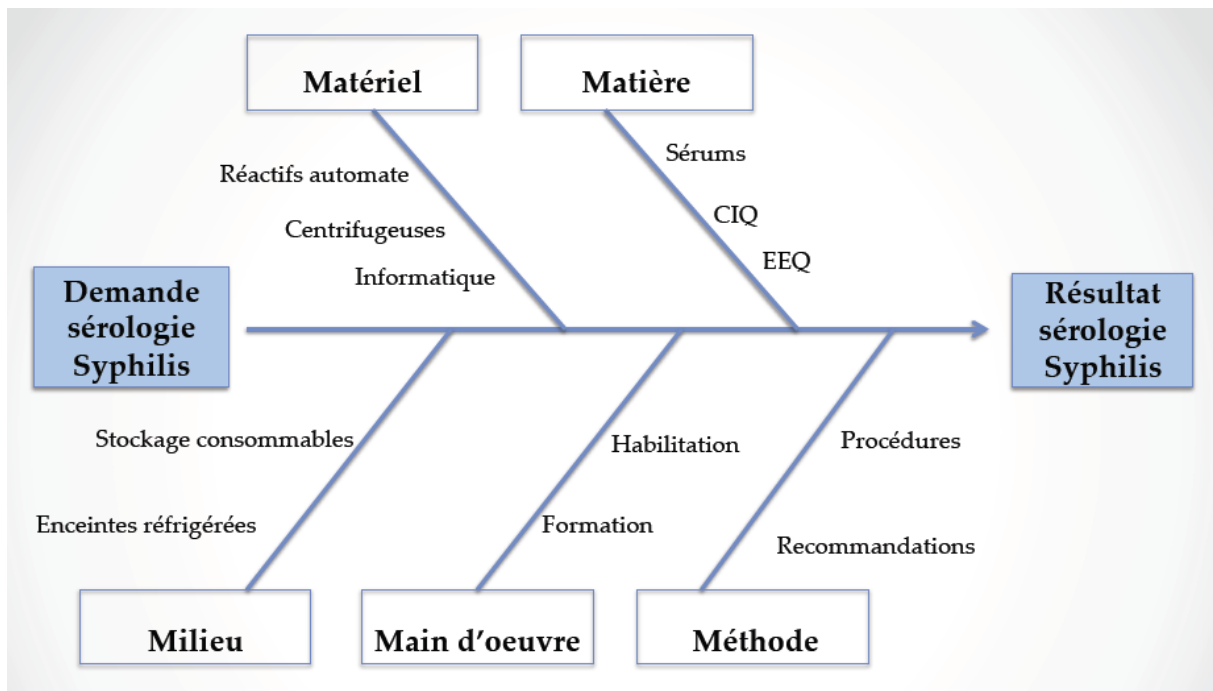 Matériel
Matière
Réactifs automate
Centrifugeuses
Informatique
Sérums
CIQ
EEQ
Demande
sérologie
Syphilis
Résultat
sérologie
Syphilis
Stockage consommables
Enceintes réfrigérées
Habilitation
Formation
Procédures
Recommandations
Milieu
Main d'oeuvre
Méthode